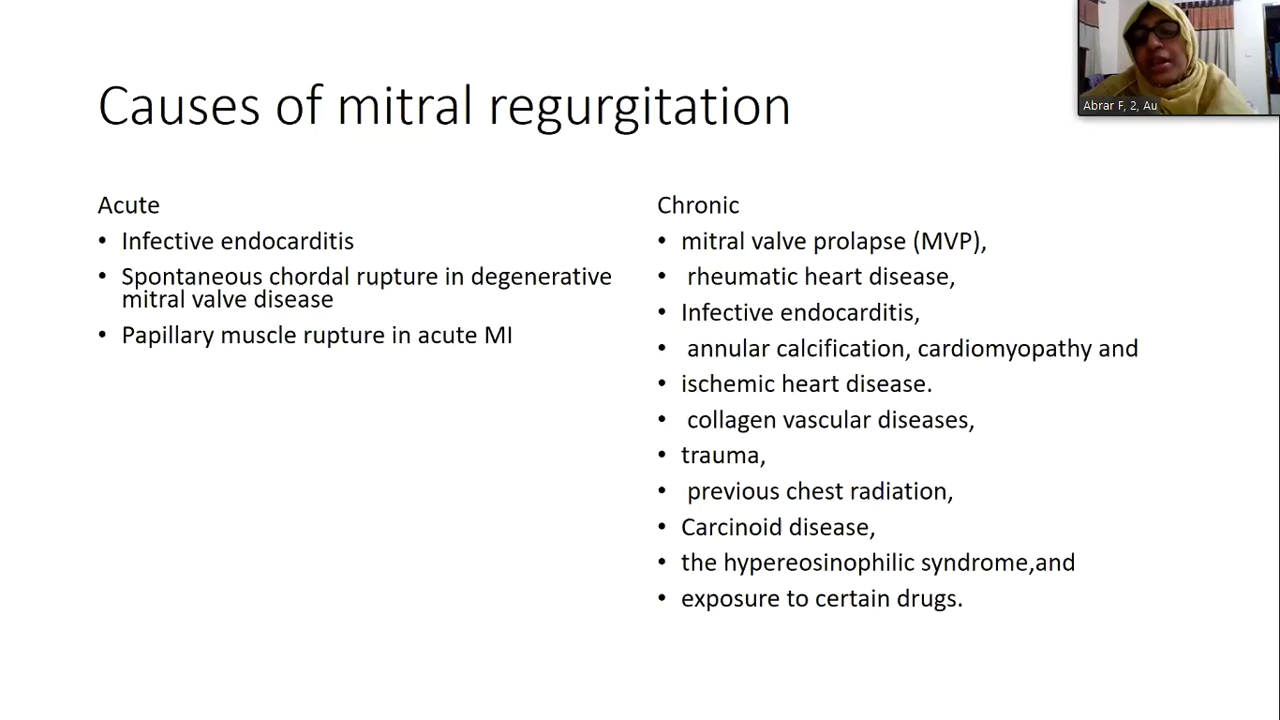 Causes of mitral regurgitation
Abrar F, 2, Au
Acute
• Infective endocarditis
• Spontaneous chordal rupture in degenerative
mitral valve disease
• Papillary muscle rupture in acute MI
Chronic
• mitral valve prolapse (MVP),
• rheumatic heart disease,
• Infective endocarditis,
• annular calcification, cardiomyopathy and
• ischemic heart disease.
• collagen vascular diseases,
• trauma,
• previous chest radiation,
• Carcinoid disease,
• the hypereosinophilic syndrome,and
• exposure to certain drugs.